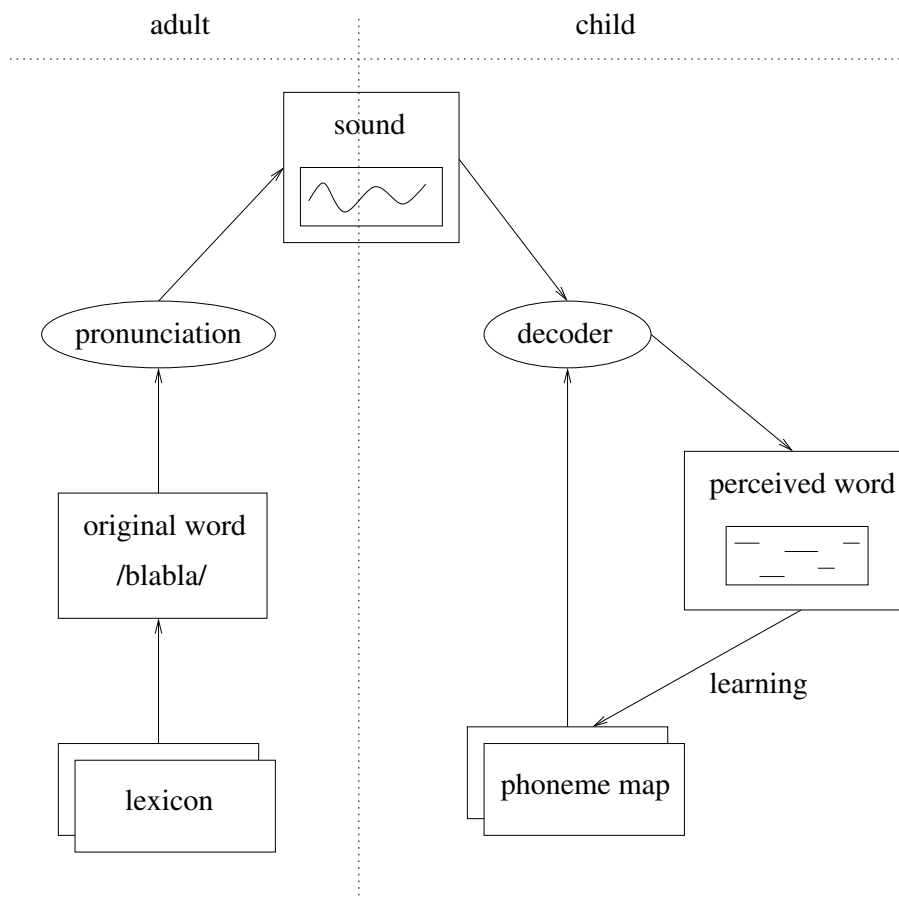 adult
child
sound
pronunciation
decoder
original word
/blabla/
perceived word
learning
lexicon
phoneme map